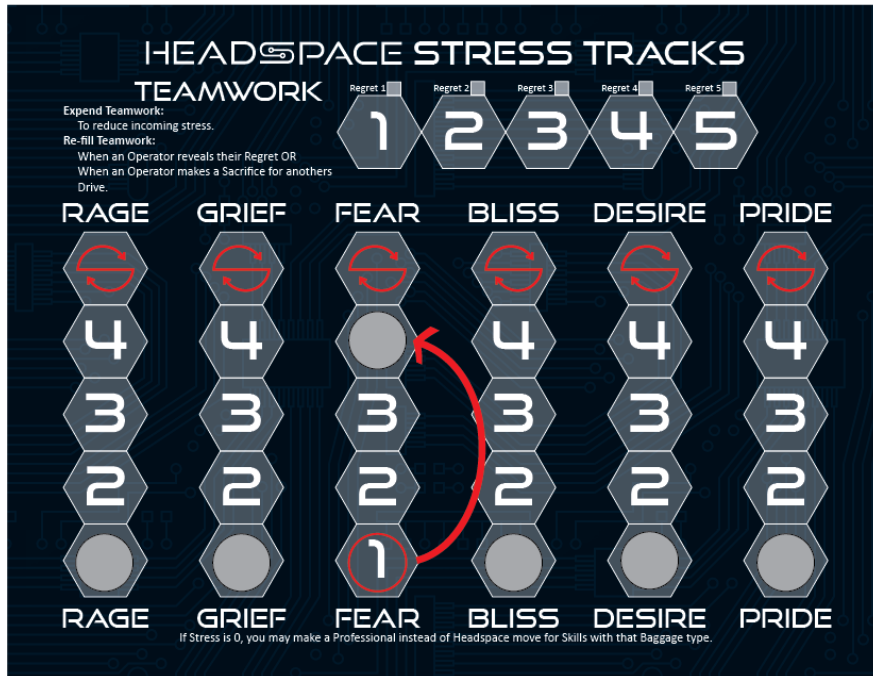 HEADSPACE STRESS TRACKS
TEAMWORK
Regret 1 Regret 2 Regret 3 Regret 4 Regret 5
Expend Teamwork:
To reduce incoming stress.
Re-fill Teamwork:
When an Operator reveals their Regret OR
When an Operator makes a Sacrifice for anothers
Drive.
1 2 3 4 5
RAGE GRIEF FEAR BLISS DESIRE PRIDE
4 4 4 4 4
3 3 3 3 3 3
2 2 2 2 2 2
1
RAGE GRIEF FEAR BLISS DESIRE PRIDE
If Stress is 0, you may make a Professional instead of Headspace move for Skills with that Baggage type.